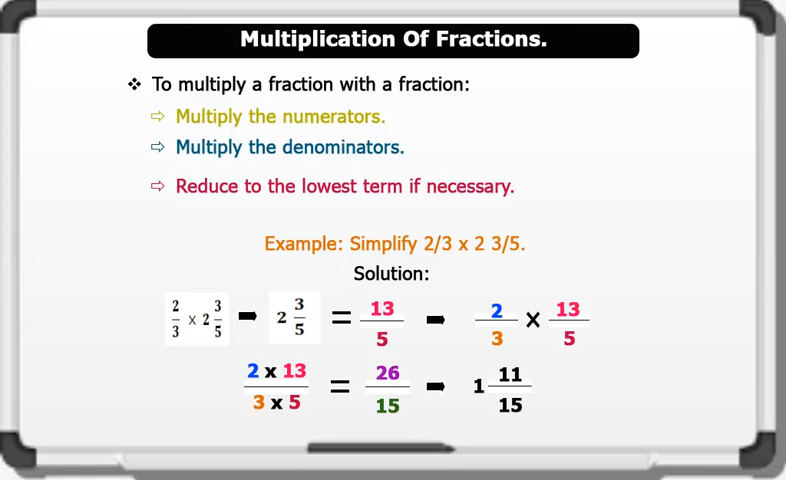 Multiplication Of Fractions.
❖ To multiply a fraction with a fraction:
⇨ Multiply the numerators.
⇨ Multiply the denominators.
⇨ Reduce to the lowest term if necessary.
Example: Simplify 2/3 x 2 3/5.
Solution:
2/3 x 2 3/5 ➡ 2 3/5 = 13/5 ➡ 2/3 x 13/5
2 x 13/3 x 5 = 26/15 ➡ 1 11/15